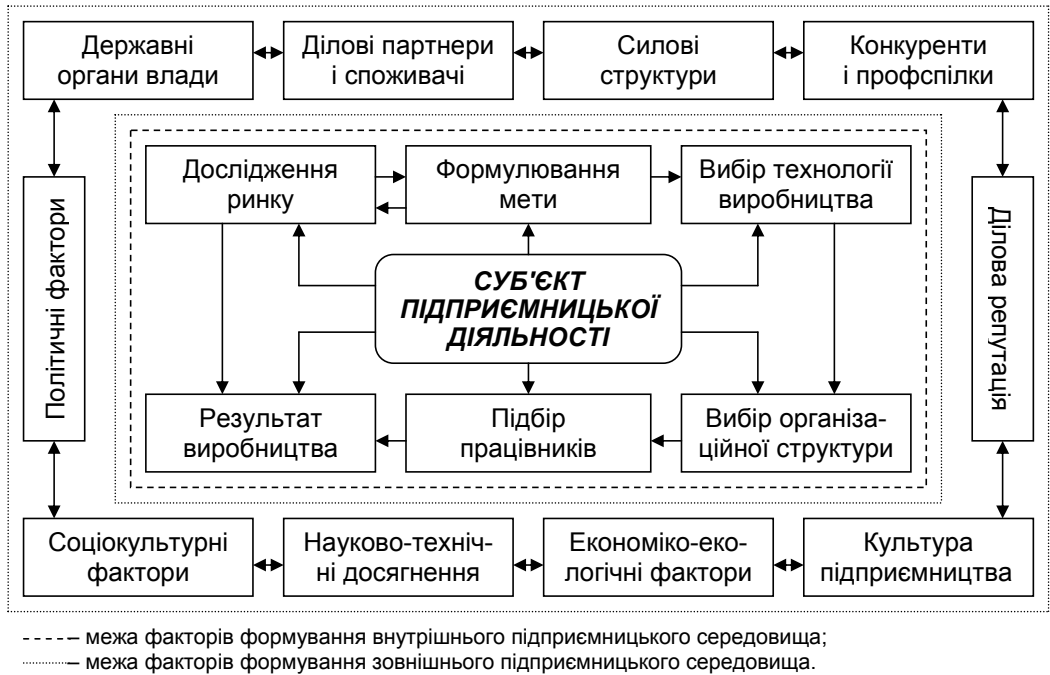 Державні
органи влади
Ділові партнери
і споживачі
Силові
структури
Конкуренти
і профспілки
Політичні фактори
Дослідження
ринку
Формулювання
мети
Вибір технології
виробництва
Ділова репутація
СУБ'ЄКТ
ПІДПРИЄМНИЦЬКОЇ
ДІЯЛЬНОСТІ
Результат
виробництва
Підбір
працівників
Вибір організа-
ційної структури
Соціокультурні
фактори
Науково-техніч-
ні досягнення
Економіко-еко-
логічні фактори
Культура
підприємництва
– межа факторів формування внутрішнього підприємницького середовища;
– межа факторів формування зовнішнього підприємницького середовища.